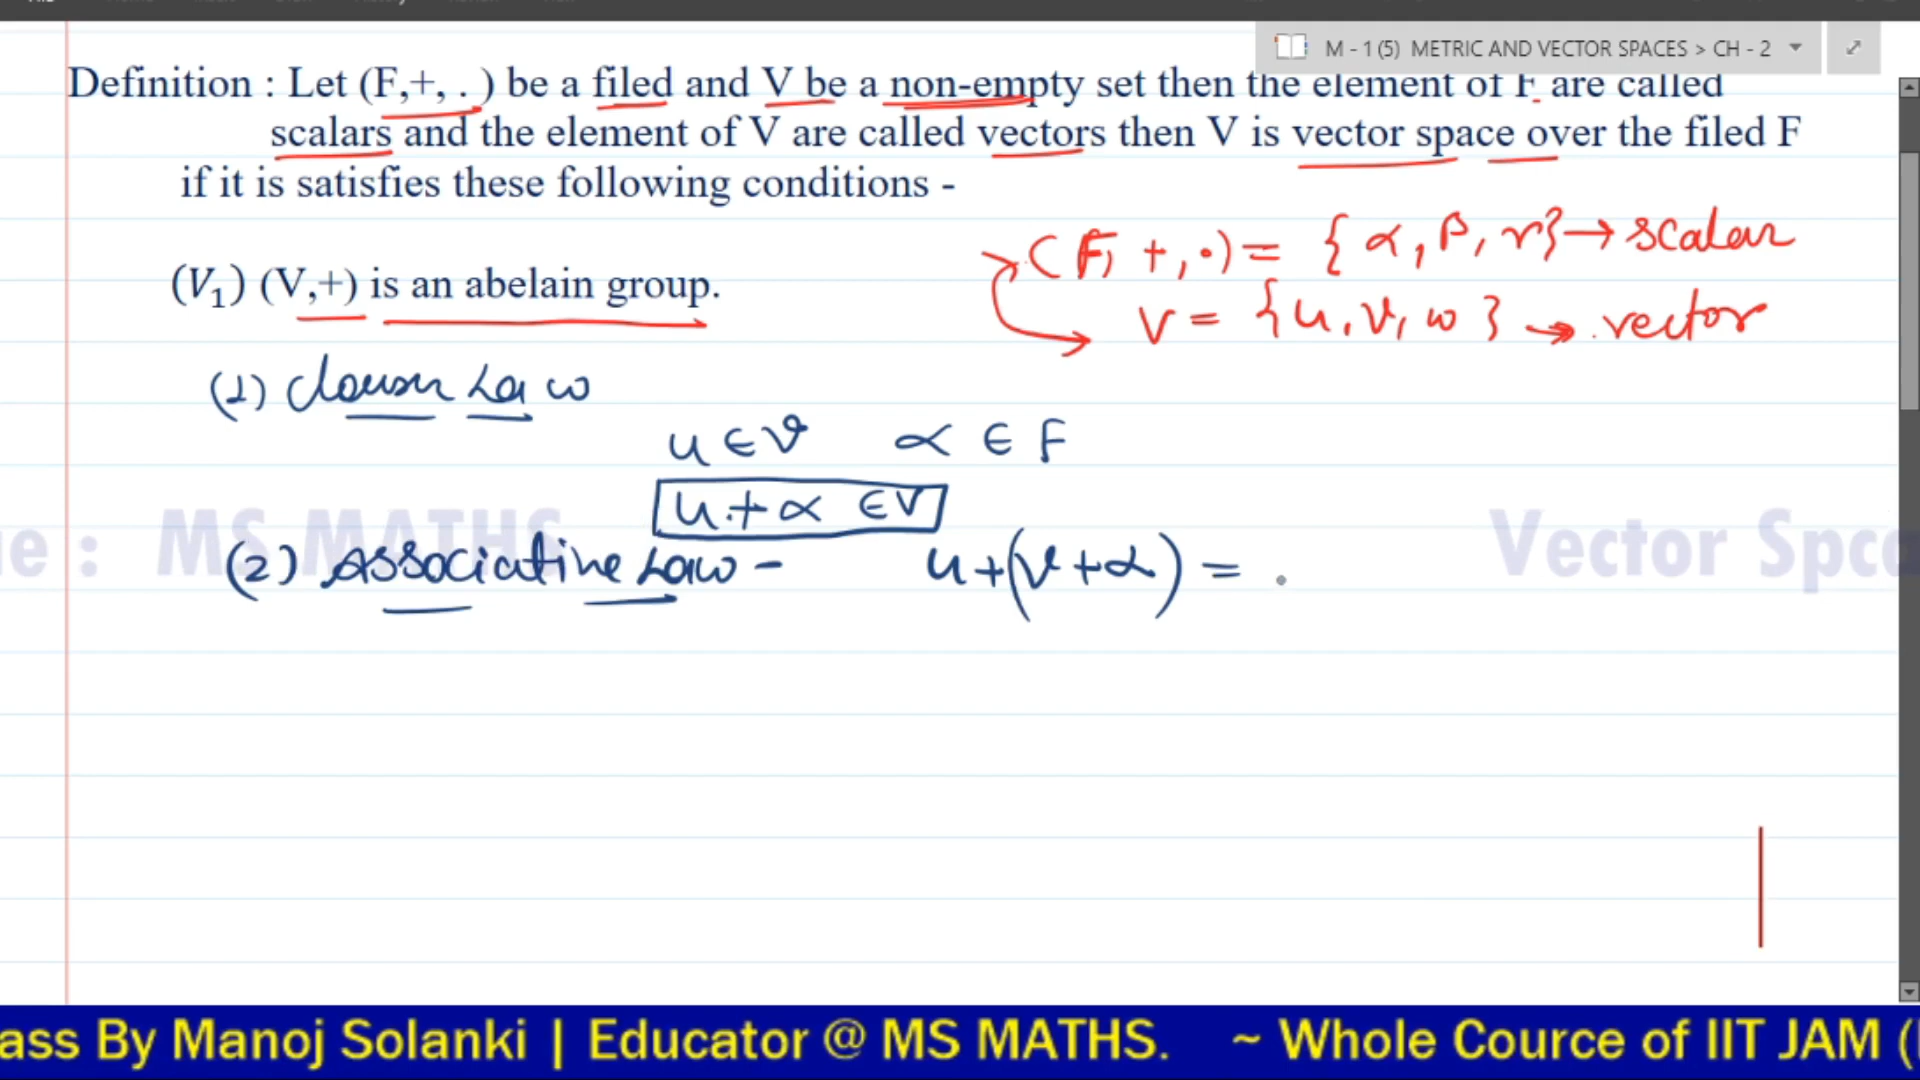 M - 1 (5) METRIC AND VECTOR SPACES > CH - 2
Definition : Let (F,+, . ) be a filed and V be a non-empty set then the element of F are called
scalars and the element of V are called vectors then V is vector space over the filed F
if it is satisfies these following conditions -
(F, +, ·) = { α, β, r} → scalar
(V₁) (V,+) is an abelain group.
V = {u, v, w } → vector
(1) Clouser Law
u ∈ v α ∈ F
u + α ∈ V
e : MS MATHS Vector Spca
(2) Associative Law - u + (v + α) =
ass By Manoj Solanki | Educator @ MS MATHS. ~ Whole Cource of IIT JAM (